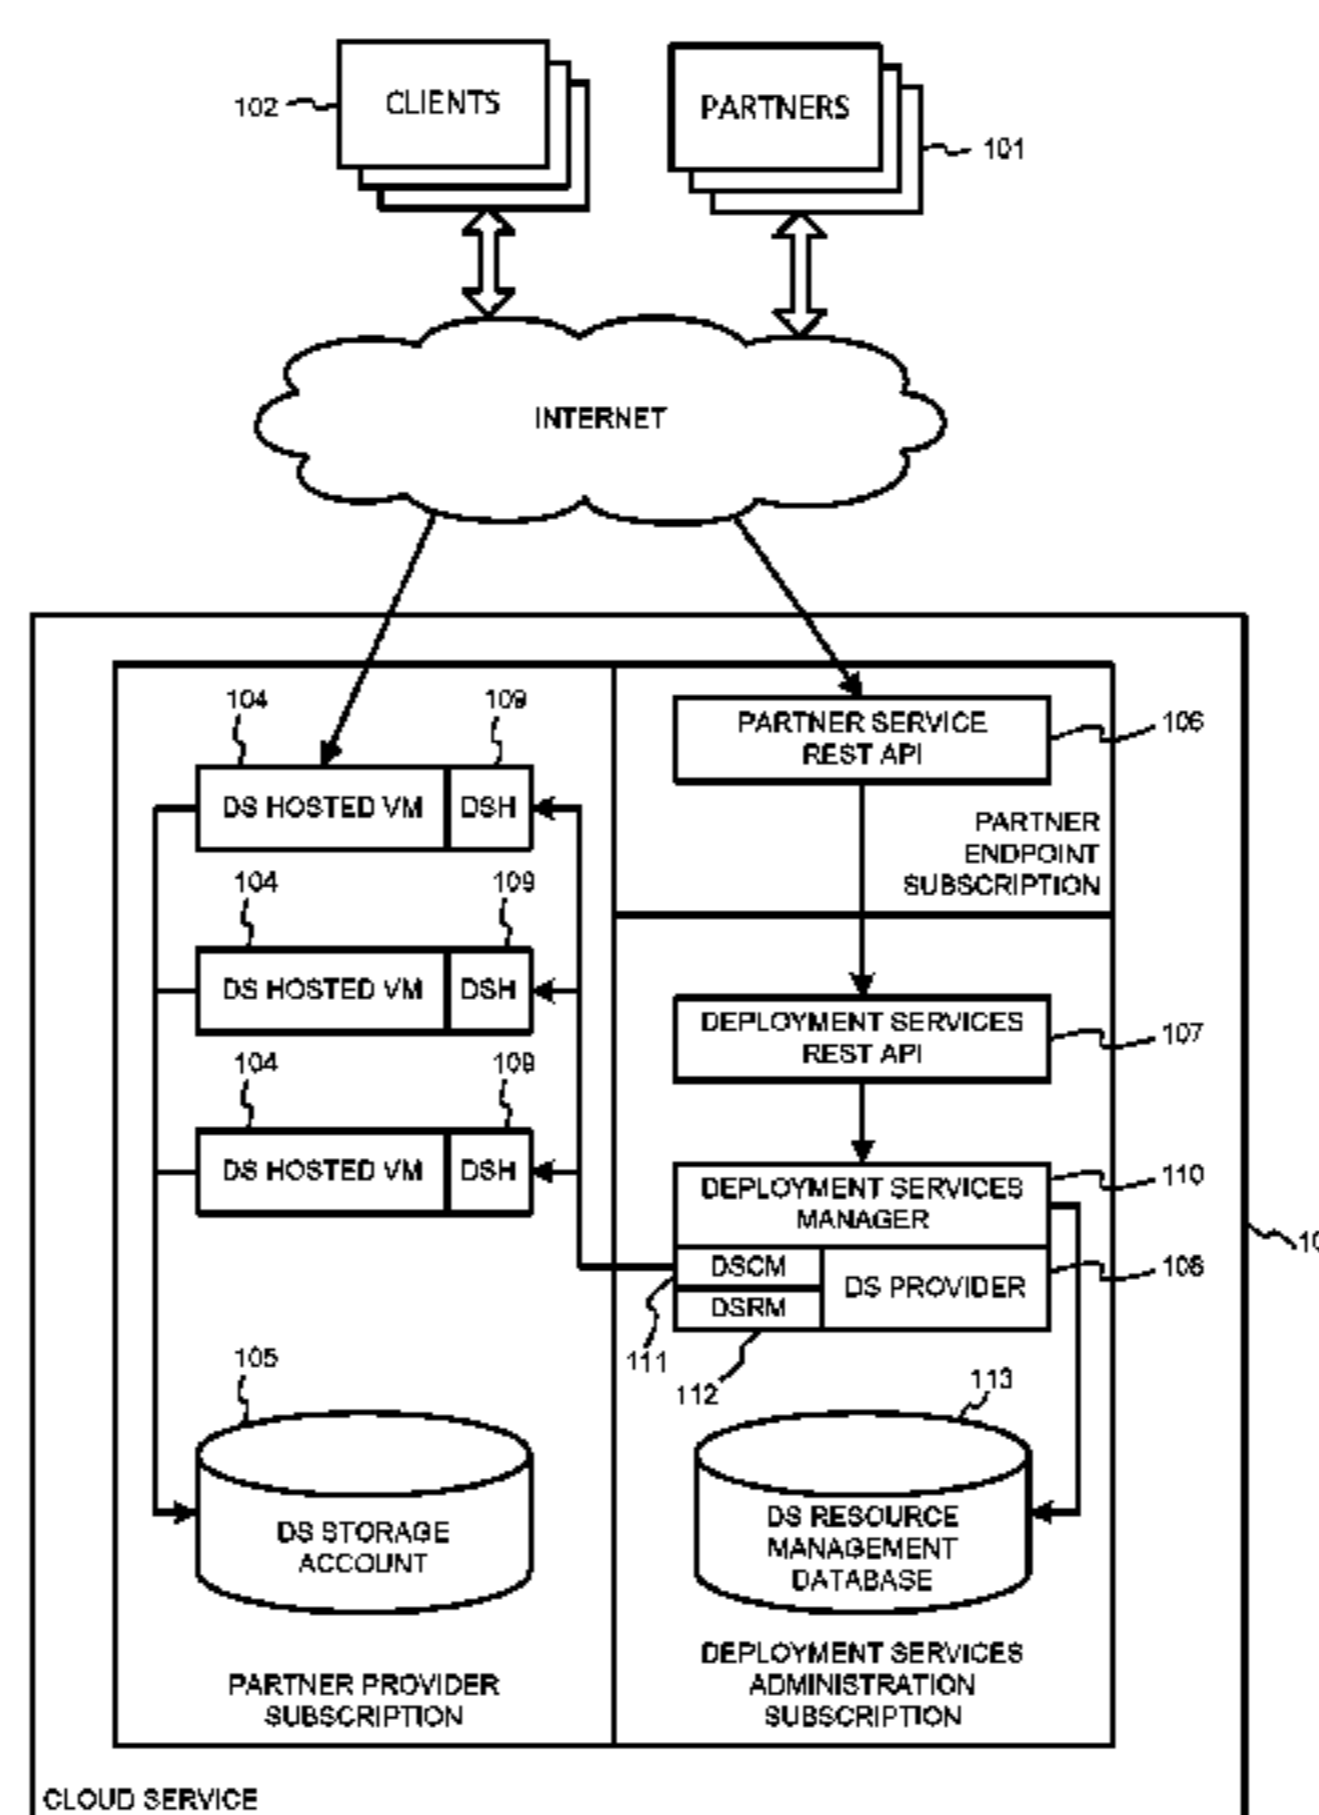 102
CLIENTS
PARTNERS
101
INTERNET
104
109
PARTNER SERVICE
REST API
106
DS HOSTED VM
DSH
PARTNER
ENDPOINT
SUBSCRIPTION
104
109
DS HOSTED VM
DSH
DEPLOYMENT SERVICES
REST API
107
104
109
DS HOSTED VM
DSH
DEPLOYMENT SERVICES
MANAGER
110
DSCM
DS PROVIDER
108
DSRM
111
112
105
113
DS STORAGE
ACCOUNT
DS RESOURCE
MANAGEMENT
DATABASE
PARTNER PROVIDER
SUBSCRIPTION
DEPLOYMENT SERVICES
ADMINISTRATION
SUBSCRIPTION
CLOUD SERVICE